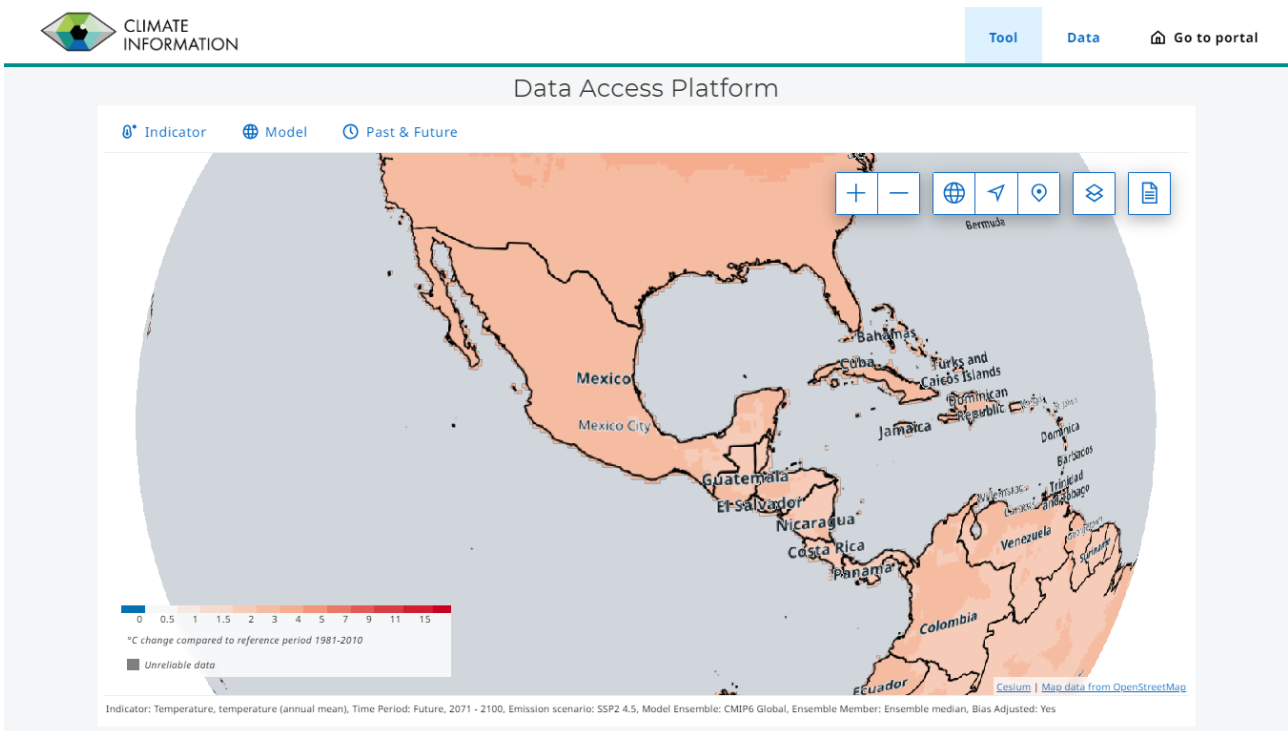 CLIMATE
INFORMATION
Tool
Data
Go to portal
Data Access Platform
Indicator
Model
Past & Future
Bermuda
Bahamas
Cuba
Turks and
Caicos Islands
Mexico
Dominican
Republic
Mexico City
Jamaica
Dominica
Barbados
Guatemala
El Salvador
Trinidad
and Tobago
Willemstad
Caracas
Nicaragua
Venezuela
Georgetown
Suriname
Costa Rica
Panama
Colombia
Ecuador
0 0.5 1 1.5 2 3 4 5 7 9 11 15
°C change compared to reference period 1981-2010
Unreliable data
Cesium | Map data from OpenStreetMap
Indicator: Temperature, temperature (annual mean), Time Period: Future, 2071 - 2100, Emission scenario: SSP2 4.5, Model Ensemble: CMIP6 Global, Ensemble Member: Ensemble median, Bias Adjusted: Yes